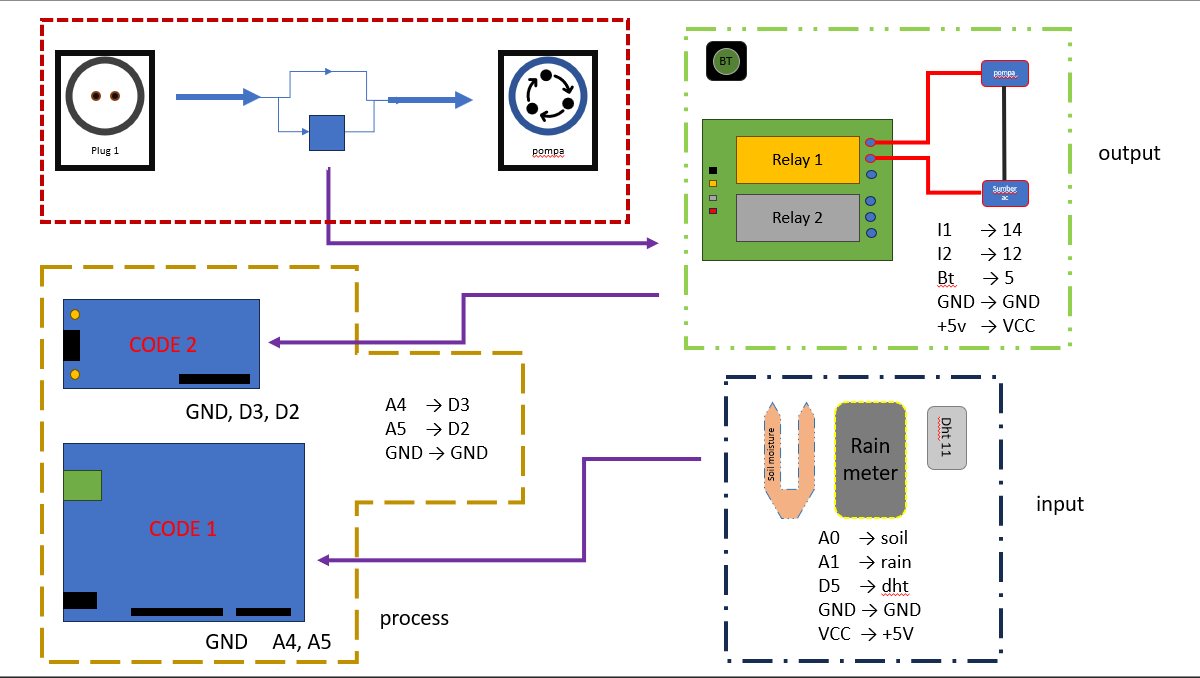 Plug 1
pompa
BT
Relay 1
Relay 2
pompa
Sumber
ac
output
I1 → 14
I2 → 12
Bt → 5
GND → GND
+5v → VCC
CODE 2
GND, D3, D2
A4 → D3
A5 → D2
GND → GND
CODE 1
GND A4, A5
process
Soil moisture
Rain
meter
Dht 11
input
A0 → soil
A1 → rain
D5 → dht
GND → GND
VCC → +5V